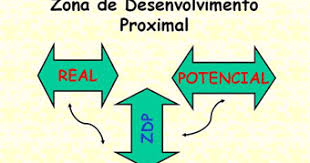 Zona de Desenvolvimento
Proximal
REAL
POTENCIAL
ZDP